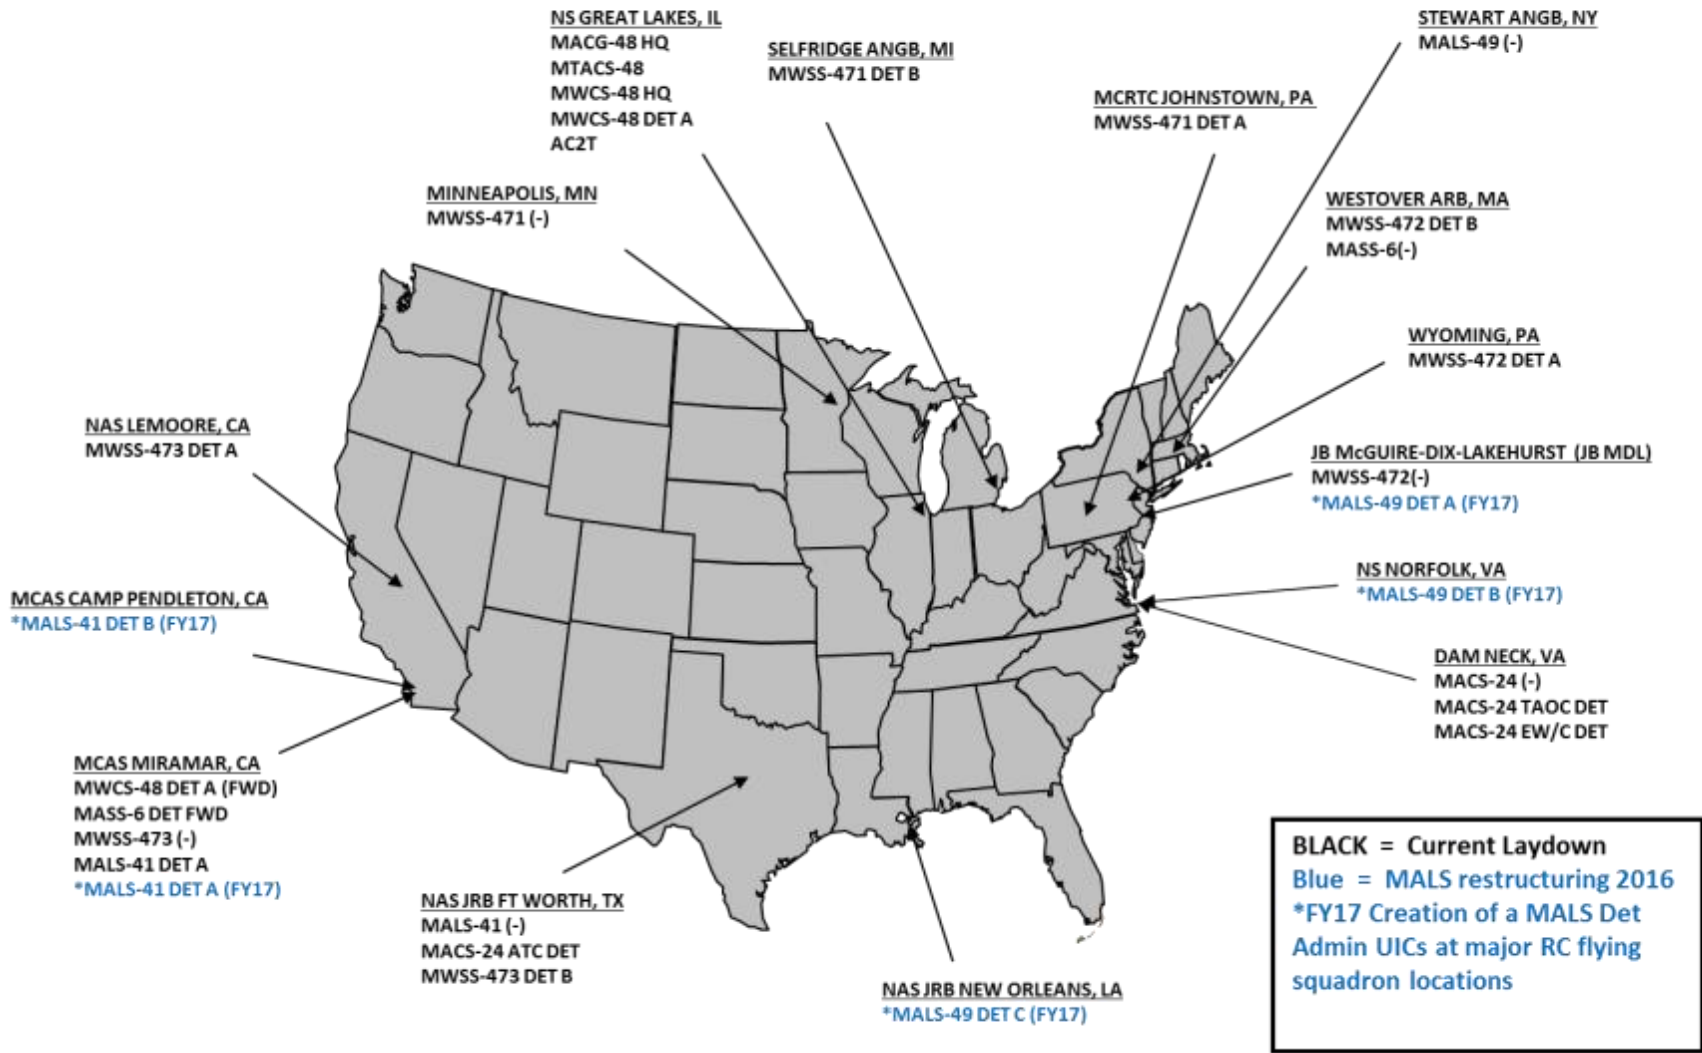 NS GREAT LAKES, IL
MACG-48 HQ
MTACS-48
MWCS-48 HQ
MWCS-48 DET A
AC2T
SELFRIDGE ANGB, MI
MWSS-471 DET B
STEWART ANGB, NY
MALS-49 (-)
MCRTC JOHNSTOWN, PA
MWSS-471 DET A
MINNEAPOLIS, MN
MWSS-471 (-)
WESTOVER ARB, MA
MWSS-472 DET B
MASS-6(-)
WYOMING, PA
MWSS-472 DET A
NAS LEMOORE, CA
MWSS-473 DET A
JB McGUIRE-DIX-LAKEHURST (JB MDL)
MWSS-472(-)
*MALS-49 DET A (FY17)
MCAS CAMP PENDLETON, CA
*MALS-41 DET B (FY17)
NS NORFOLK, VA
*MALS-49 DET B (FY17)
DAM NECK, VA
MACS-24 (-)
MACS-24 TAOC DET
MACS-24 EW/C DET
MCAS MIRAMAR, CA
MWCS-48 DET A (FWD)
MASS-6 DET FWD
MWSS-473 (-)
MALS-41 DET A
*MALS-41 DET A (FY17)
NAS JRB FT WORTH, TX
MALS-41 (-)
MACS-24 ATC DET
MWSS-473 DET B
NAS JRB NEW ORLEANS, LA
*MALS-49 DET C (FY17)
BLACK = Current Laydown
Blue = MALS restructuring 2016
*FY17 Creation of a MALS Det
Admin UICs at major RC flying
squadron locations